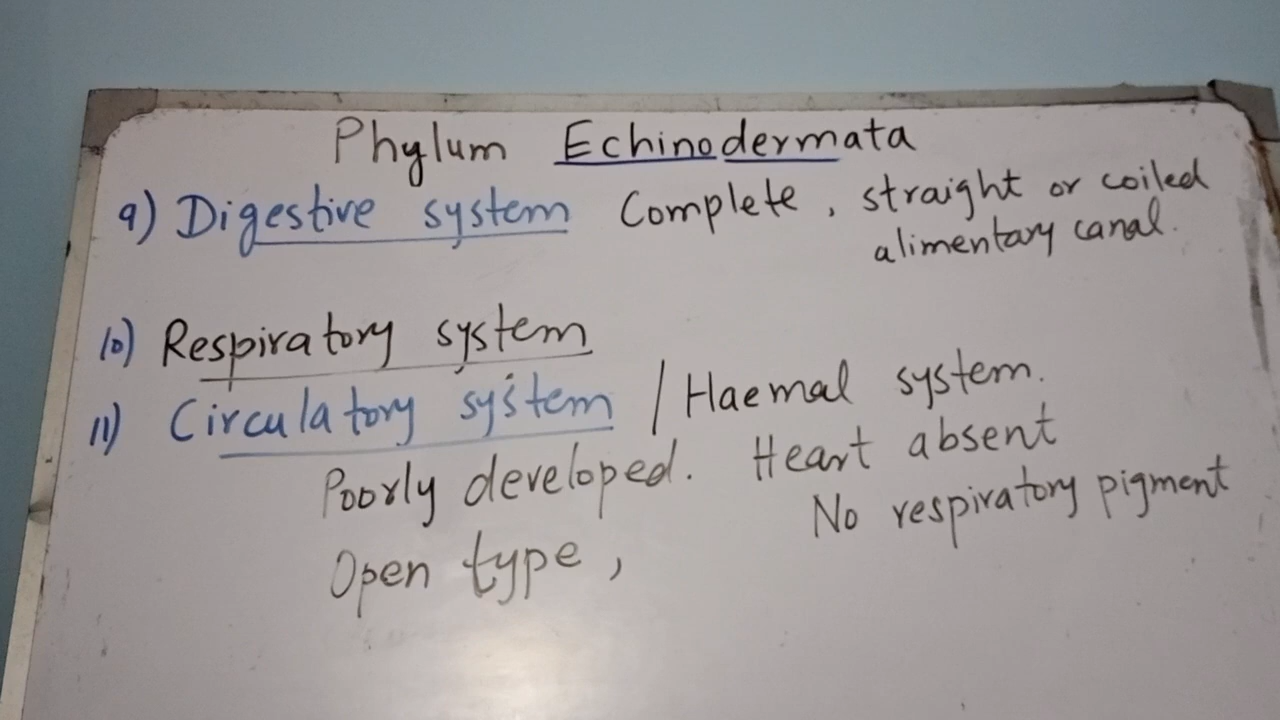 Phylum Echinodermata
9) Digestive system Complete, straight or coiled
alimentary canal.
10) Respiratory system
11) Circulatory system / Haemal system.
Poorly developed. Heart absent
No respiratory pigment
Open type,